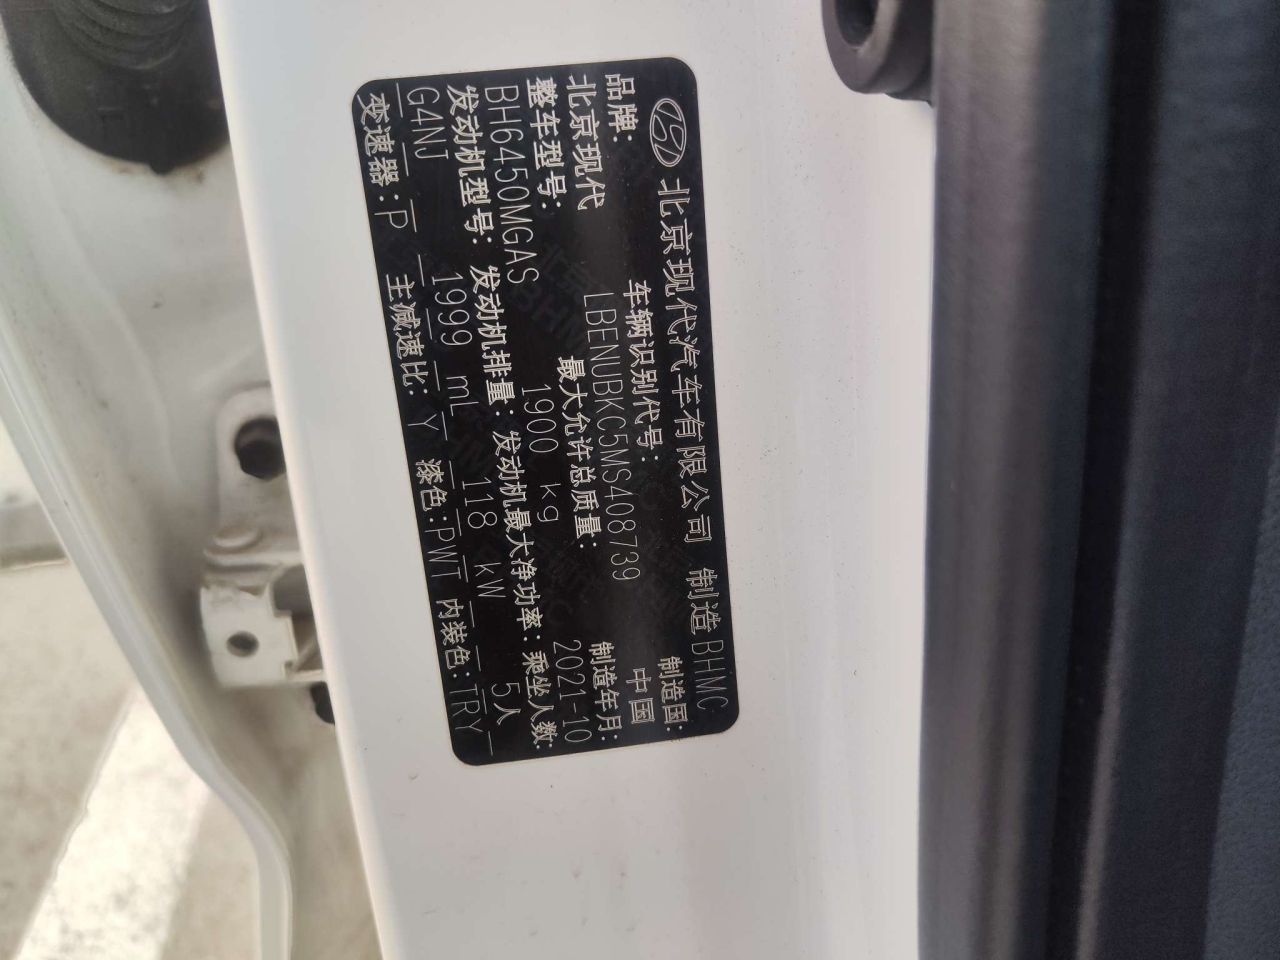 北京现代汽车有限公司 制造 BHMC
品牌: 车辆识别代号: 制造国:
北京现代 LBENUBKC5MS408739 中国
整车型号: 最大允许总质量: 制造年月:
BH6450MGAS 1900 kg 2021-10
发动机型号: 发动机排量: 发动机最大净功率: 乘坐人数:
G4NJ 1999 mL 118 kW 5人
变速器: P 主减速比: Y 漆色: PWT 内装色: TRY